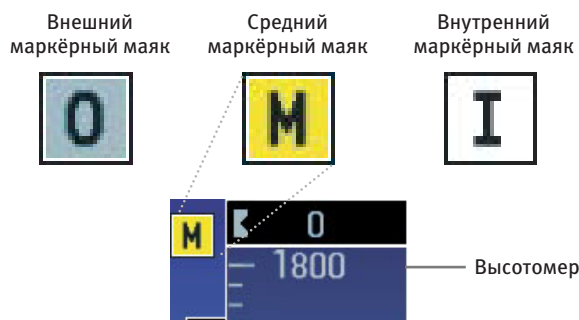 Внешний
маркёрный маяк
Средний
маркёрный маяк
Внутренний
маркёрный маяк
O
M
I
M
0
1800
Высотомер